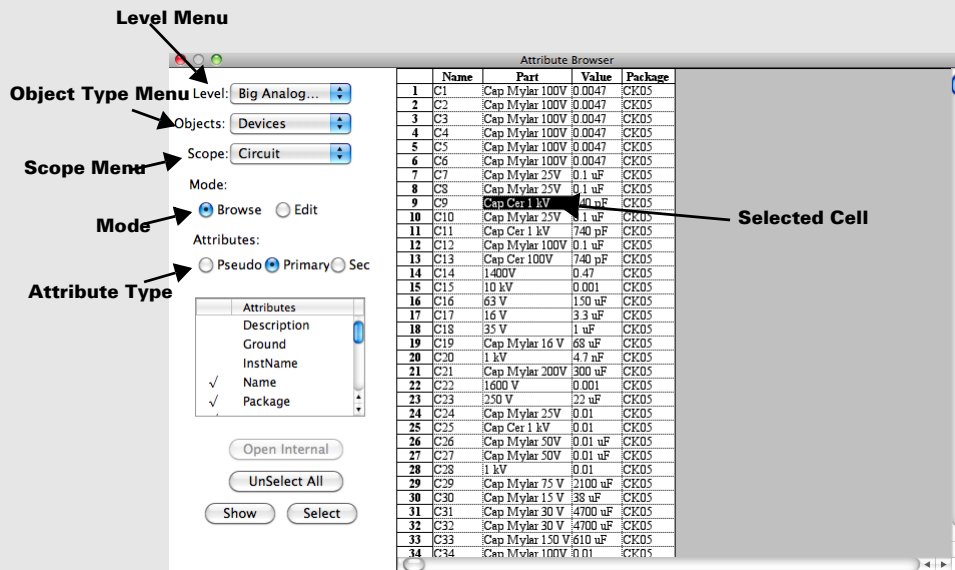 Level Menu
Attribute Browser
Object Type Menu
Level: Big Analog...
Objects: Devices
Scope Menu
Scope: Circuit
Mode:
Mode
Browse Edit
Attributes:
Attribute Type
Pseudo Primary Sec
Attributes
Description
Ground
InstName
√ Name
√ Package
Open Internal
UnSelect All
Show Select
Selected Cell
Name Part Value Package
1 C1 Cap Mylar 100V 0.0047 CK05
2 C2 Cap Mylar 100V 0.0047 CK05
3 C3 Cap Mylar 100V 0.0047 CK05
4 C4 Cap Mylar 100V 0.0047 CK05
5 C5 Cap Mylar 100V 0.0047 CK05
6 C6 Cap Mylar 100V 0.0047 CK05
7 C7 Cap Mylar 25V 0.1 uF CK05
8 C8 Cap Mylar 25V 0.1 uF CK05
9 C9 Cap Cer 1 kV pF CK05
10 C10 Cap Mylar 25V 0.1 uF CK05
11 C11 Cap Cer 1 kV 740 pF CK05
12 C12 Cap Mylar 100V 0.1 uF CK05
13 C13 Cap Cer 100V 740 pF CK05
14 C14 1400V 0.47 CK05
15 C15 10 kV 0.001 CK05
16 C16 63 V 150 uF CK05
17 C17 16 V 3.3 uF CK05
18 C18 35 V 1 uF CK05
19 C19 Cap Mylar 16 V 68 uF CK05
20 C20 1 kV 4.7 nF CK05
21 C21 Cap Mylar 200V 300 uF CK05
22 C22 1600 V 0.001 CK05
23 C23 250 V 22 uF CK05
24 C24 Cap Mylar 25V 0.01 CK05
25 C25 Cap Cer 1 kV 0.01 CK05
26 C26 Cap Mylar 50V 0.01 uF CK05
27 C27 Cap Mylar 50V 0.01 uF CK05
28 C28 1 kV 0.01 CK05
29 C29 Cap Mylar 75 V 2100 uF CK05
30 C30 Cap Mylar 15 V 38 uF CK05
31 C31 Cap Mylar 30 V 4700 uF CK05
32 C32 Cap Mylar 30 V 4700 uF CK05
33 C33 Cap Mylar 150 V 610 uF CK05
34 C34 Cap Mylar 100V 0.01 CK05